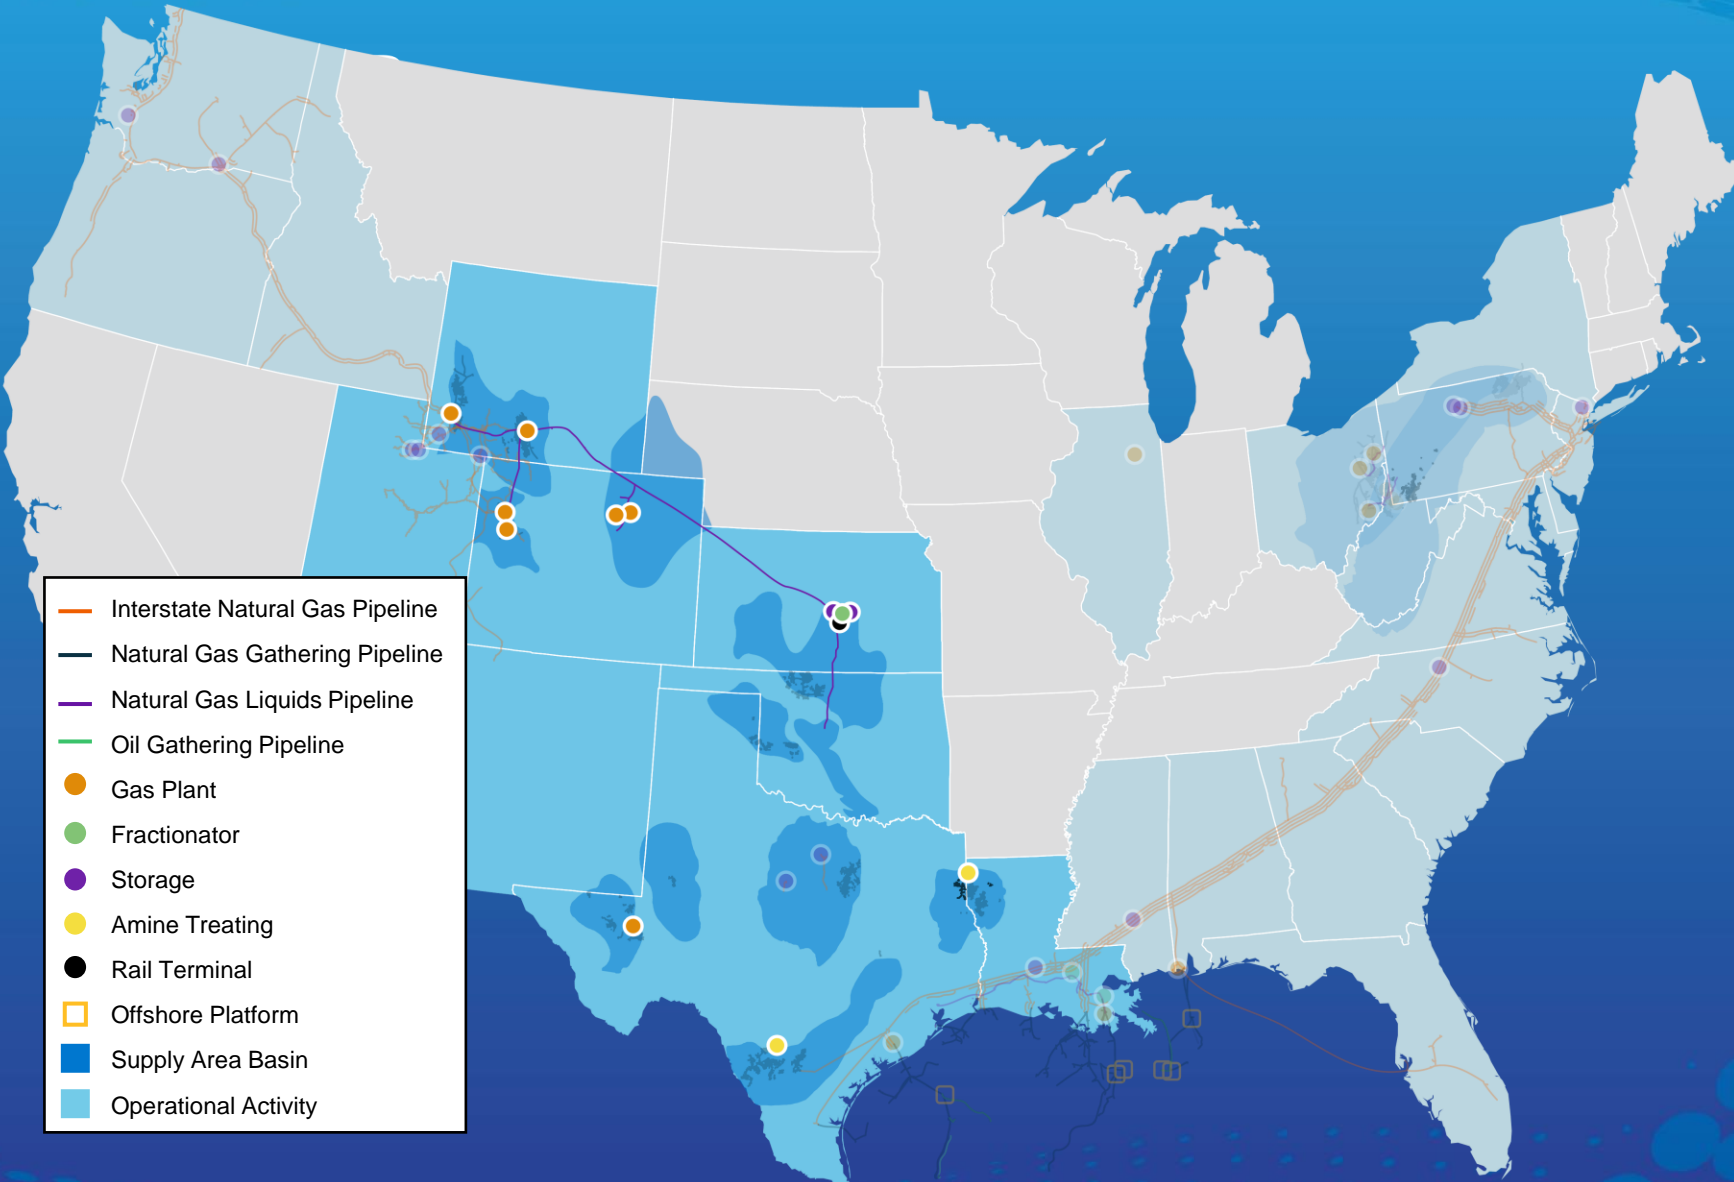 Interstate Natural Gas Pipeline
Natural Gas Gathering Pipeline
Natural Gas Liquids Pipeline
Oil Gathering Pipeline
Gas Plant
Fractionator
Storage
Amine Treating
Rail Terminal
Offshore Platform
Supply Area Basin
Operational Activity